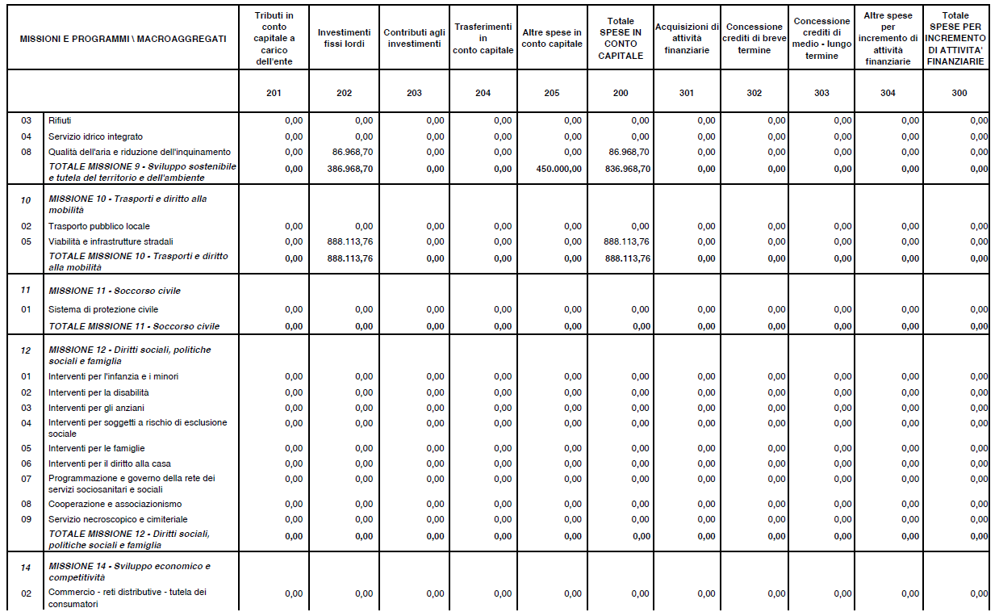 MISSIONI E PROGRAMMI \ MACROAGGREGATI
Tributi in
conto
capitale a
carico
dell'ente
Investimenti
fissi lordi
Contributi agli
investimenti
Trasferimenti
in
conto capitale
Altre spese in
conto capitale
Totale
SPESE IN
CONTO
CAPITALE
Acquisizioni di
attività
finanziarie
Concessione
crediti di breve
termine
Concessione
crediti di
medio - lungo
termine
Altre spese
per
incremento di
attività
finanziarie
Totale
SPESE PER
INCREMENTO
DI ATTIVITA'
FINANZIARIE
201 202 203 204 205 200 301 302 303 304 300
03 Rifiuti 0,00 0,00 0,00 0,00 0,00 0,00 0,00 0,00 0,00 0,00 0,00
04 Servizio idrico integrato 0,00 0,00 0,00 0,00 0,00 0,00 0,00 0,00 0,00 0,00 0,00
08 Qualità dell'aria e riduzione dell'inquinamento 0,00 86.968,70 0,00 0,00 0,00 86.968,70 0,00 0,00 0,00 0,00 0,00
TOTALE MISSIONE 9 - Sviluppo sostenibile
e tutela del territorio e dell'ambiente 0,00 386.968,70 0,00 0,00 450.000,00 836.968,70 0,00 0,00 0,00 0,00 0,00
10 MISSIONE 10 - Trasporti e diritto alla
mobilità
02 Trasporto pubblico locale 0,00 0,00 0,00 0,00 0,00 0,00 0,00 0,00 0,00 0,00 0,00
05 Viabilità e infrastrutture stradali 0,00 888.113,76 0,00 0,00 0,00 888.113,76 0,00 0,00 0,00 0,00 0,00
TOTALE MISSIONE 10 - Trasporti e diritto
alla mobilità 0,00 888.113,76 0,00 0,00 0,00 888.113,76 0,00 0,00 0,00 0,00 0,00
11 MISSIONE 11 - Soccorso civile
01 Sistema di protezione civile 0,00 0,00 0,00 0,00 0,00 0,00 0,00 0,00 0,00 0,00 0,00
TOTALE MISSIONE 11 - Soccorso civile 0,00 0,00 0,00 0,00 0,00 0,00 0,00 0,00 0,00 0,00 0,00
12 MISSIONE 12 - Diritti sociali, politiche
sociali e famiglia
01 Interventi per l'infanzia e i minori 0,00 0,00 0,00 0,00 0,00 0,00 0,00 0,00 0,00 0,00 0,00
02 Interventi per la disabilità 0,00 0,00 0,00 0,00 0,00 0,00 0,00 0,00 0,00 0,00 0,00
03 Interventi per gli anziani 0,00 0,00 0,00 0,00 0,00 0,00 0,00 0,00 0,00 0,00 0,00
04 Interventi per soggetti a rischio di esclusione 0,00 0,00 0,00 0,00 0,00 0,00 0,00 0,00 0,00 0,00 0,00
sociale
05 Interventi per le famiglie 0,00 0,00 0,00 0,00 0,00 0,00 0,00 0,00 0,00 0,00 0,00
06 Interventi per il diritto alla casa 0,00 0,00 0,00 0,00 0,00 0,00 0,00 0,00 0,00 0,00 0,00
07 Programmazione e governo della rete dei 0,00 0,00 0,00 0,00 0,00 0,00 0,00 0,00 0,00 0,00 0,00
servizi sociosanitari e sociali
08 Cooperazione e associazionismo 0,00 0,00 0,00 0,00 0,00 0,00 0,00 0,00 0,00 0,00 0,00
09 Servizio necroscopico e cimiteriale 0,00 0,00 0,00 0,00 0,00 0,00 0,00 0,00 0,00 0,00 0,00
TOTALE MISSIONE 12 - Diritti sociali,
politiche sociali e famiglia 0,00 0,00 0,00 0,00 0,00 0,00 0,00 0,00 0,00 0,00 0,00
14 MISSIONE 14 - Sviluppo economico e
competitività
02 Commercio - reti distributive - tutela dei 0,00 0,00 0,00 0,00 0,00 0,00 0,00 0,00 0,00 0,00 0,00
consumatori